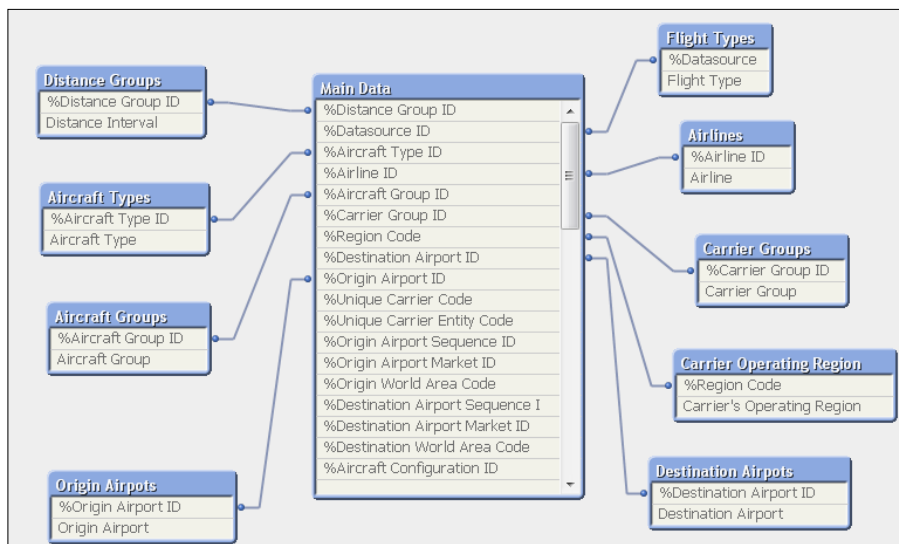 Distance Groups
%Distance Group ID
Distance Interval
Aircraft Types
%Aircraft Type ID
Aircraft Type
Aircraft Groups
%Aircraft Group ID
Aircraft Group
Origin Airpots
%Origin Airport ID
Origin Airport
Main Data
%Distance Group ID
%Datasource ID
%Aircraft Type ID
%Airline ID
%Aircraft Group ID
%Carrier Group ID
%Region Code
%Destination Airport ID
%Origin Airport ID
%Unique Carrier Code
%Unique Carrier Entity Code
%Origin Airport Sequence ID
%Origin Airport Market ID
%Origin World Area Code
%Destination Airport Sequence I
%Destination Airport Market ID
%Destination World Area Code
%Aircraft Configuration ID
Flight Types
%Datasource
Flight Type
Airlines
%Airline ID
Airline
Carrier Groups
%Carrier Group ID
Carrier Group
Carrier Operating Region
%Region Code
Carrier's Operating Region
Destination Airpots
%Destination Airport ID
Destination Airport